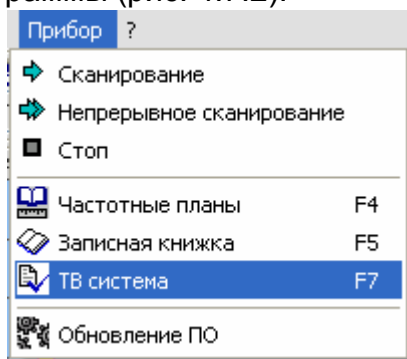 Прибор ?
Сканирование
Непрерывное сканирование
Стоп
Частотные планы F4
Записная книжка F5
ТВ система F7
Обновление ПО